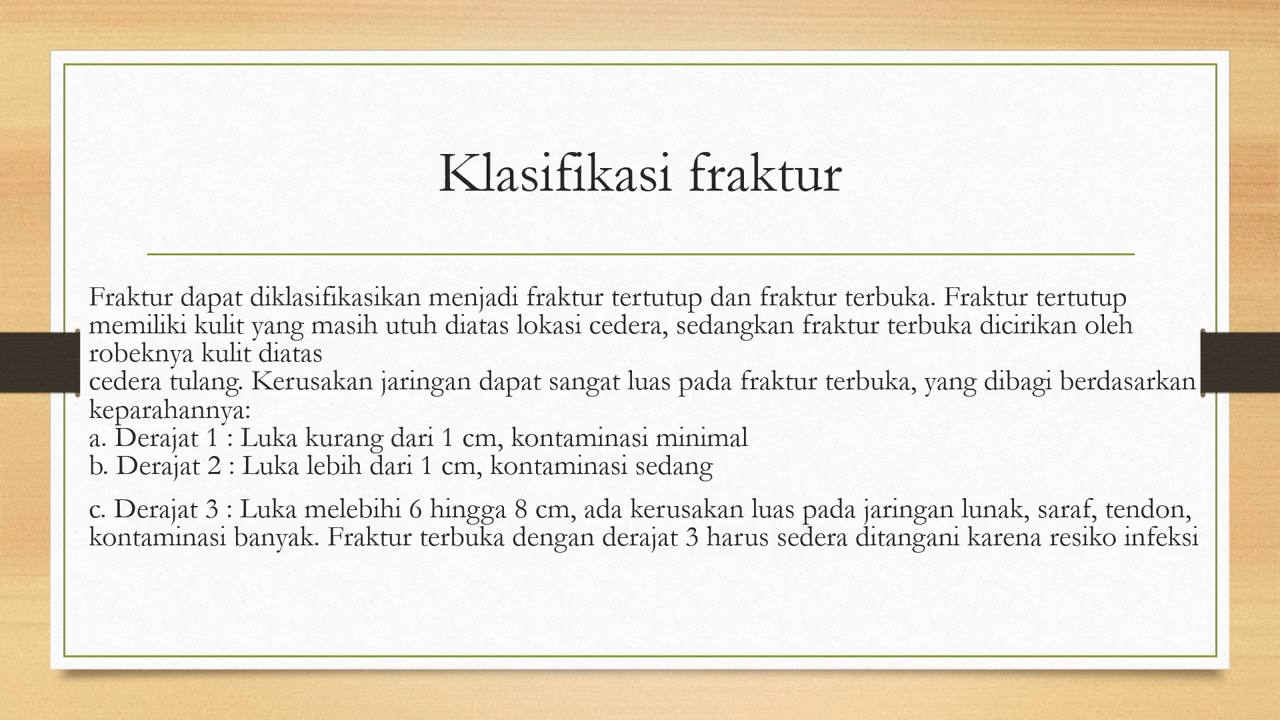 Klasifikasi fraktur
Fraktur dapat diklasifikasikan menjadi fraktur tertutup dan fraktur terbuka. Fraktur tertutup
memiliki kulit yang masih utuh diatas lokasi cedera, sedangkan fraktur terbuka dicirikan oleh
robeknya kulit diatas
cedera tulang. Kerusakan jaringan dapat sangat luas pada fraktur terbuka, yang dibagi berdasarkan
keparahannya:
a. Derajat 1 : Luka kurang dari 1 cm, kontaminasi minimal
b. Derajat 2 : Luka lebih dari 1 cm, kontaminasi sedang
c. Derajat 3 : Luka melebihi 6 hingga 8 cm, ada kerusakan luas pada jaringan lunak, saraf, tendon,
kontaminasi banyak. Fraktur terbuka dengan derajat 3 harus sedera ditangani karena resiko infeksi